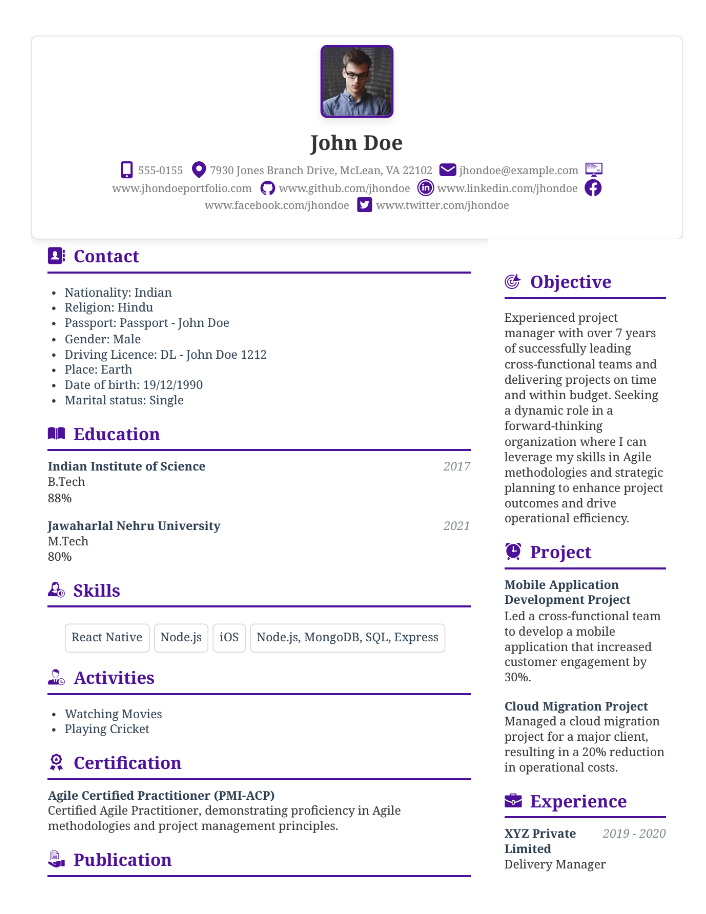 John Doe
555-0155 7930 Jones Branch Drive, McLean, VA 22102 jhondoe@example.com
www.jhondoeportfolio.com www.github.com/jhondoe www.linkedin.com/jhondoe
www.facebook.com/jhondoe www.twitter.com/jhondoe
Contact
• Nationality: Indian
• Religion: Hindu
• Passport: Passport - John Doe
• Gender: Male
• Driving Licence: DL - John Doe 1212
• Place: Earth
• Date of birth: 19/12/1990
• Marital status: Single
Education
Indian Institute of Science 2017
B.Tech
88%
Jawaharlal Nehru University 2021
M.Tech
80%
Skills
React Native Node.js iOS Node.js, MongoDB, SQL, Express
Activities
• Watching Movies
• Playing Cricket
Certification
Agile Certified Practitioner (PMI-ACP)
Certified Agile Practitioner, demonstrating proficiency in Agile
methodologies and project management principles.
Publication
Objective
Experienced project
manager with over 7 years
of successfully leading
cross-functional teams and
delivering projects on time
and within budget. Seeking
a dynamic role in a
forward-thinking
organization where I can
leverage my skills in Agile
methodologies and strategic
planning to enhance project
outcomes and drive
operational efficiency.
Project
Mobile Application
Development Project
Led a cross-functional team
to develop a mobile
application that increased
customer engagement by
30%.
Cloud Migration Project
Managed a cloud migration
project for a major client,
resulting in a 20% reduction
in operational costs.
Experience
XYZ Private 2019 - 2020
Limited
Delivery Manager